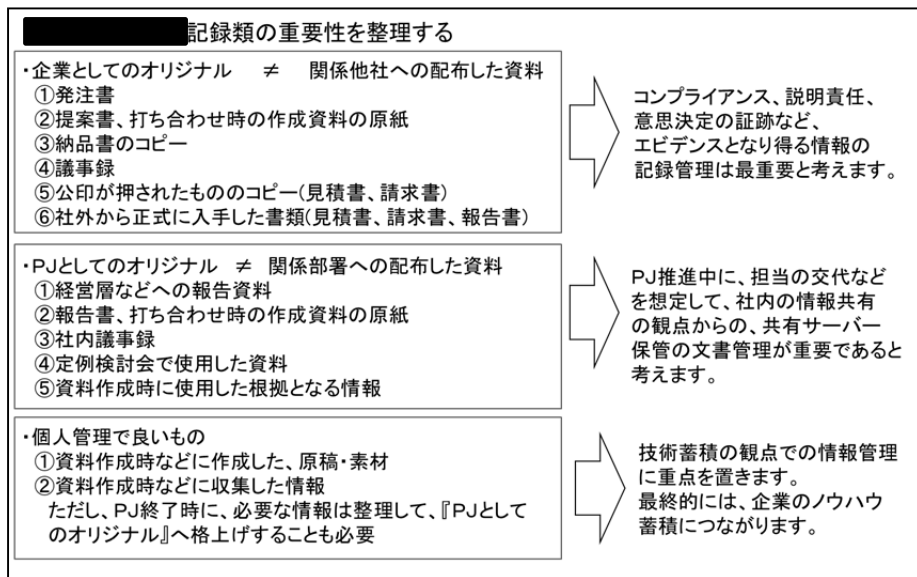 記録類の重要性を整理する
・企業としてのオリジナル ≠ 関係他社への配布した資料
①発注書
②提案書、打ち合わせ時の作成資料の原紙
③納品書のコピー
④議事録
⑤公印が押されたもののコピー(見積書、請求書)
⑥社外から正式に入手した書類(見積書、請求書、報告書)
コンプライアンス、説明責任、
意思決定の証跡など、
エビデンスとなり得る情報の
記録管理は最重要と考えます。
・PJとしてのオリジナル ≠ 関係部署への配布した資料
①経営層などへの報告資料
②報告書、打ち合わせ時の作成資料の原紙
③社内議事録
④定例検討会で使用した資料
⑤資料作成時に使用した根拠となる情報
PJ推進中に、担当の交代など
を想定して、社内の情報共有
の観点からの、共有サーバー
保管の文書管理が重要であると
考えます。
・個人管理で良いもの
①資料作成時などに作成した、原稿・素材
②資料作成時などに収集した情報
ただし、PJ終了時に、必要な情報は整理して、『PJとして
のオリジナル』へ格上げすることも必要
技術蓄積の観点での情報管理
に重点を置きます。
最終的には、企業のノウハウ
蓄積につながります。